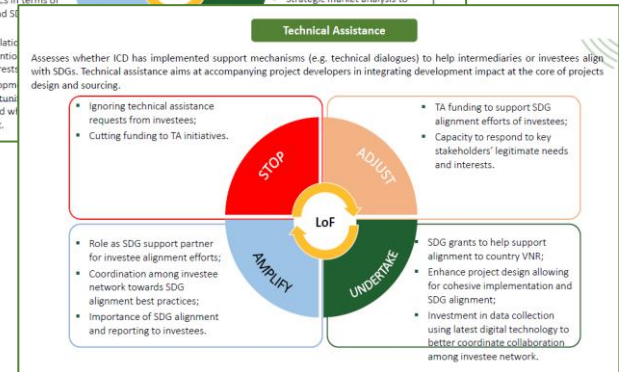 cs in terms of
and SD
Strategic market analysis to
Technical Assistance
Assesses whether ICD has implemented support mechanisms (e.g. technical dialogues) to help intermediaries or investees align
with SDGs. Technical assistance aims at accompanying project developers in integrating development impact at the core of projects
design and sourcing.
▪ Ignoring technical assistance
requests from investees;
▪ Cutting funding to TA initiatives.
STOP
ADJUST
▪ TA funding to support SDG
alignment efforts of investees;
▪ Capacity to respond to key
stakeholders' legitimate needs
and interests.
LoF
▪ Role as SDG support partner
for investee alignment efforts;
▪ Coordination among investee
network towards SDG
alignment best practices;
▪ Importance of SDG alignment
and reporting to investees.
AMPLIFY
UNDERTAKE
▪ SDG grants to help support
alignment to country VNR;
▪ Enhance project design allowing
for cohesive implementation and
SDG alignment;
▪ Investment in data collection
using latest digital technology to
better coordinate collaboration
among investee network.